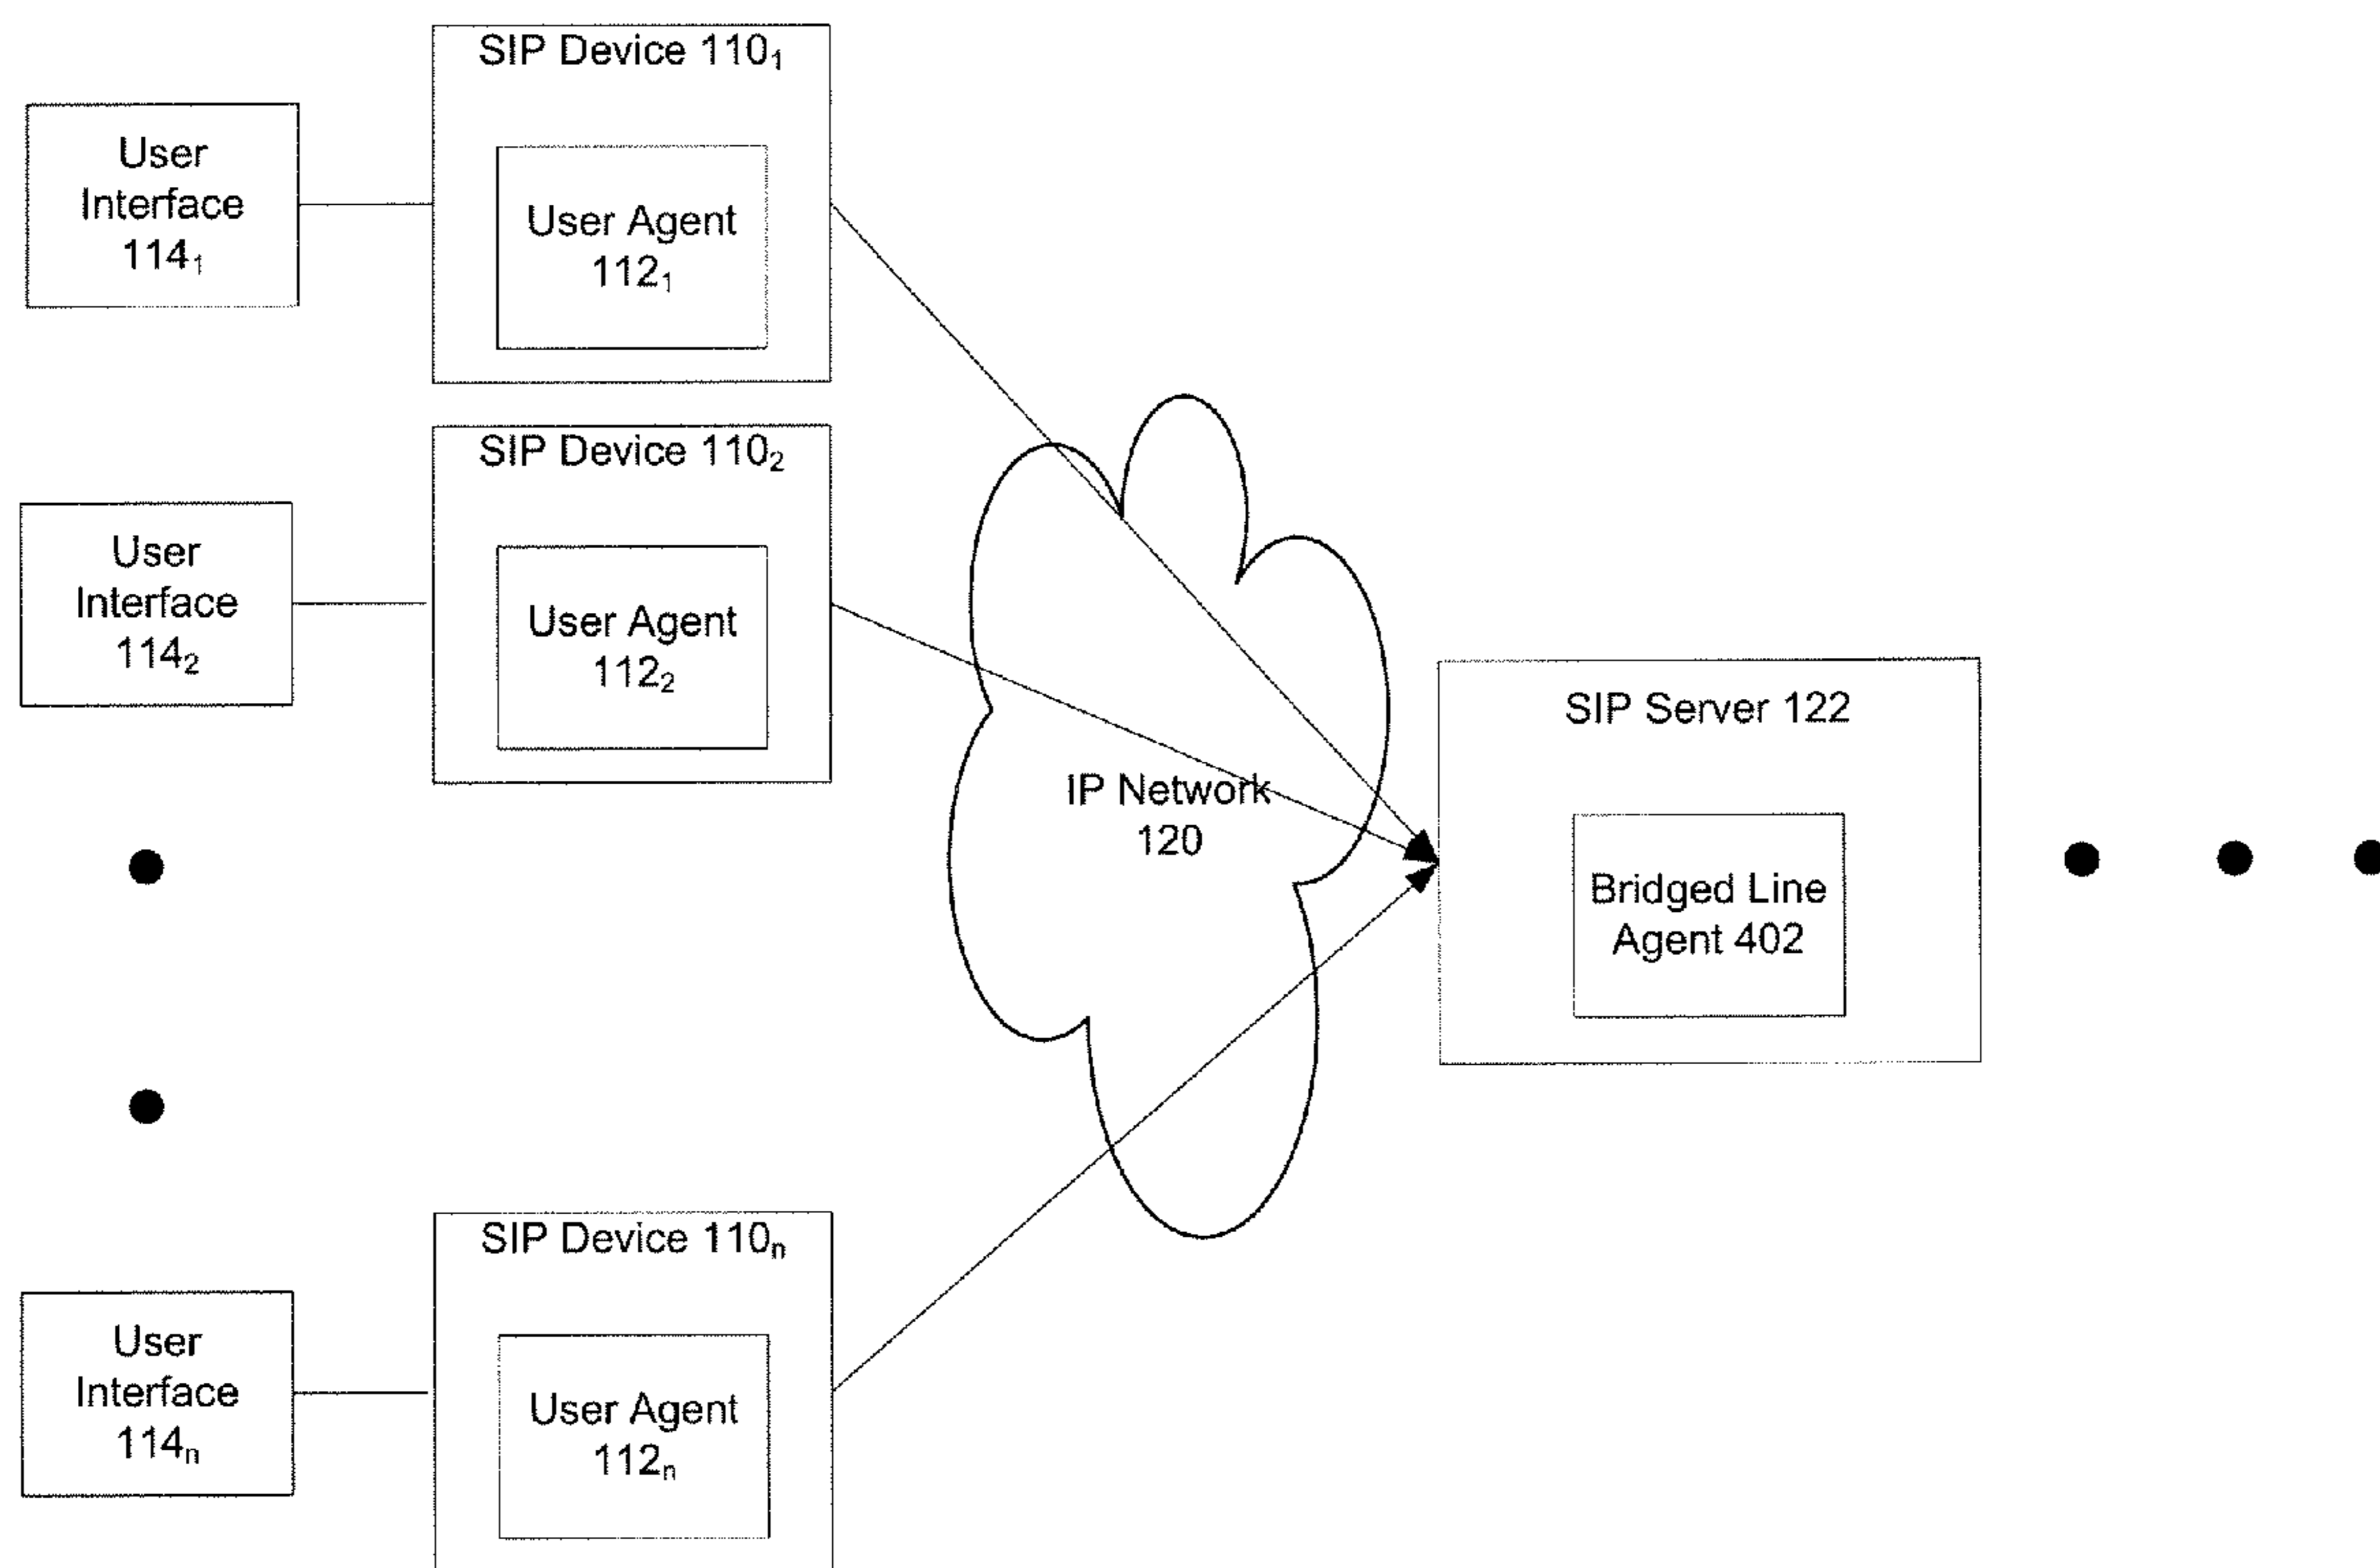 SIP Device 110₁
User
Interface
114₁
User Agent
112₁
SIP Device 110₂
User
Interface
114₂
User Agent
112₂
IP Network
120
SIP Server 122
Bridged Line
Agent 402
SIP Device 110ₙ
User
Interface
114ₙ
User Agent
112ₙ